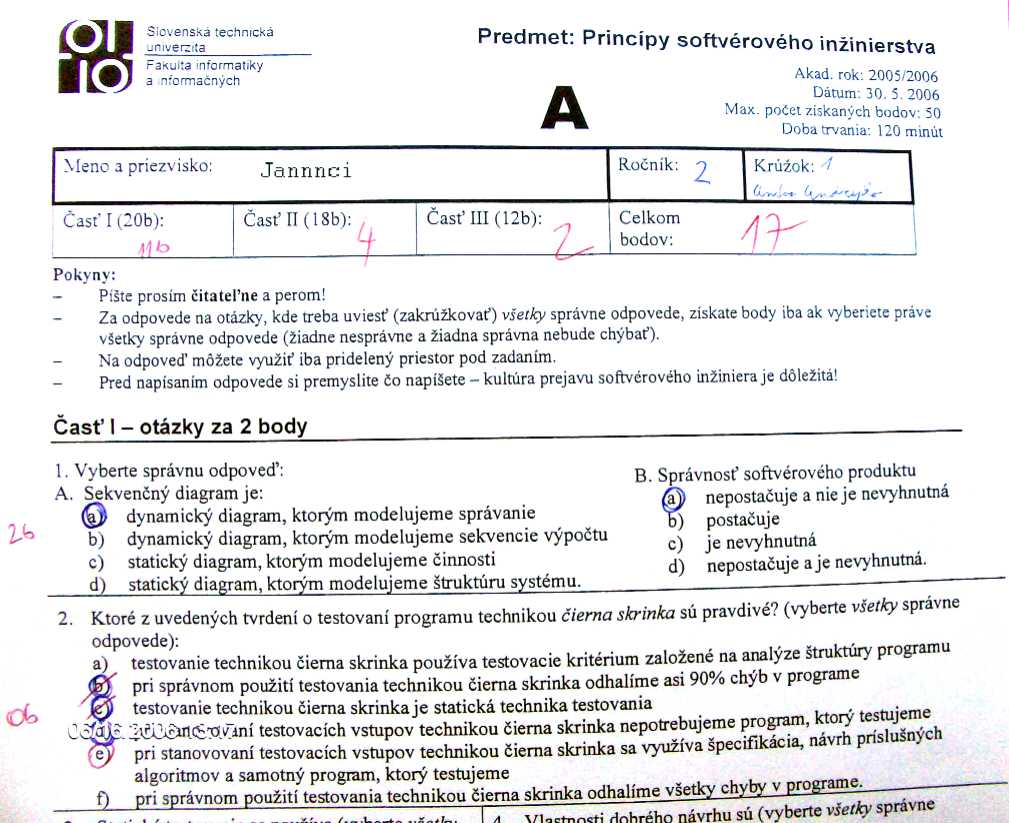 Slovenská technická
univerzita
Fakulta informatiky
a informačných
Predmet: Princípy softvérového inžinierstva
Akad. rok: 2005/2006
Dátum: 30. 5. 2006
Max. počet získaných bodov: 50
Doba trvania: 120 minút
A
Meno a priezvisko: Jannnci
Ročník: 2
Krúžok: 1
Časť I (20b): 11b
Časť II (18b): 4
Časť III (12b): 2
Celkom
bodov: 17
Pokyny:
– Píšte prosím čitateľne a perom!
– Za odpovede na otázky, kde treba uviesť (zakrúžkovať) všetky správne odpovede, získate body iba ak vyberiete práve
všetky správne odpovede (žiadne nesprávne a žiadna správna nebude chýbať).
– Na odpoveď môžete využiť iba pridelený priestor pod zadaním.
– Pred napísaním odpovede si premyslite čo napíšete – kultúra prejavu softvérového inžiniera je dôležitá!
Časť I – otázky za 2 body
1. Vyberte správnu odpoveď:
A. Sekvenčný diagram je:
a) dynamický diagram, ktorým modelujeme správanie
b) dynamický diagram, ktorým modelujeme sekvencie výpočtu
c) statický diagram, ktorým modelujeme činnosti
d) statický diagram, ktorým modelujeme štruktúru systému.
2b
B. Správnosť softvérového produktu
a) nepostačuje a nie je nevyhnutná
b) postačuje
c) je nevyhnutná
d) nepostačuje a je nevyhnutná.
2. Ktoré z uvedených tvrdení o testovaní programu technikou čierna skrinka sú pravdivé? (vyberte všetky správne
odpovede):
a) testovanie technikou čierna skrinka používa testovacie kritérium založené na analýze štruktúry programu
b) pri správnom použití testovania technikou čierna skrinka odhalíme asi 90% chýb v programe
c) testovanie technikou čierna skrinka je statická technika testovania
0b
testovacích vstupov technikou čierna skrinka nepotrebujeme program, ktorý testujeme
e) pri stanovovaní testovacích vstupov technikou čierna skrinka sa využíva špecifikácia, návrh príslušných
algoritmov a samotný program, ktorý testujeme
f) pri správnom použití testovania technikou čierna skrinka odhalíme všetky chyby v programe.
4. Vlastnosti dobrého návrhu sú (vyberte všetky správne